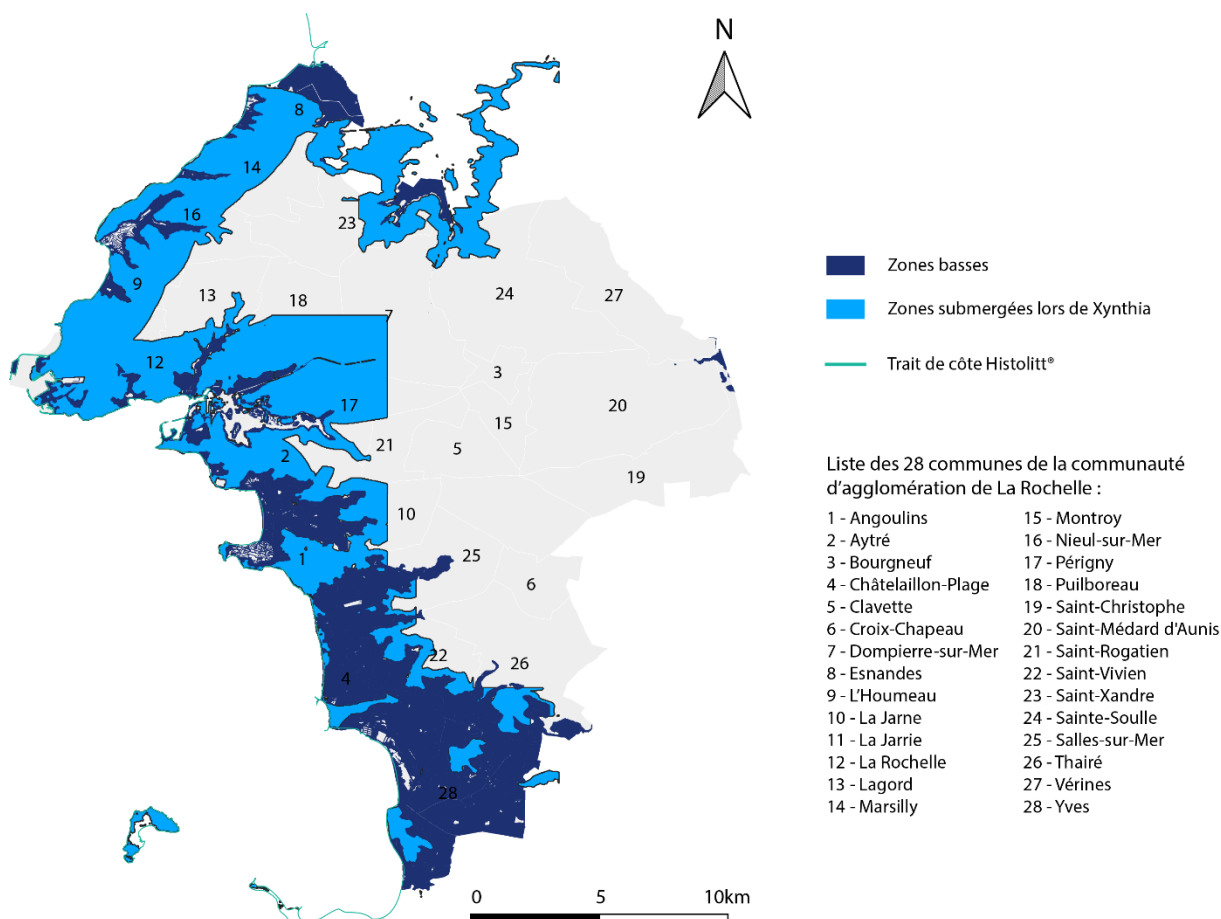 N
8
14
16
23
9
13
18
7
24
27
12
3
17
15
20
21
5
2
19
10
1
25
6
22
26
4
28
Zones basses
Zones submergées lors de Xynthia
Trait de côte Histolitt®
Liste des 28 communes de la communauté
d'agglomération de La Rochelle :
1 - Angoulins
2 - Aytré
3 - Bourgneuf
4 - Châtelaillon-Plage
5 - Clavette
6 - Croix-Chapeau
7 - Dompierre-sur-Mer
8 - Esnandes
9 - L'Houmeau
10 - La Jarne
11 - La Jarrie
12 - La Rochelle
13 - Lagord
14 - Marsilly
15 - Montroy
16 - Nieul-sur-Mer
17 - Périgny
18 - Puilboreau
19 - Saint-Christophe
20 - Saint-Médard d'Aunis
21 - Saint-Rogatien
22 - Saint-Vivien
23 - Saint-Xandre
24 - Sainte-Soulle
25 - Salles-sur-Mer
26 - Thairé
27 - Vérines
28 - Yves
0 5 10km